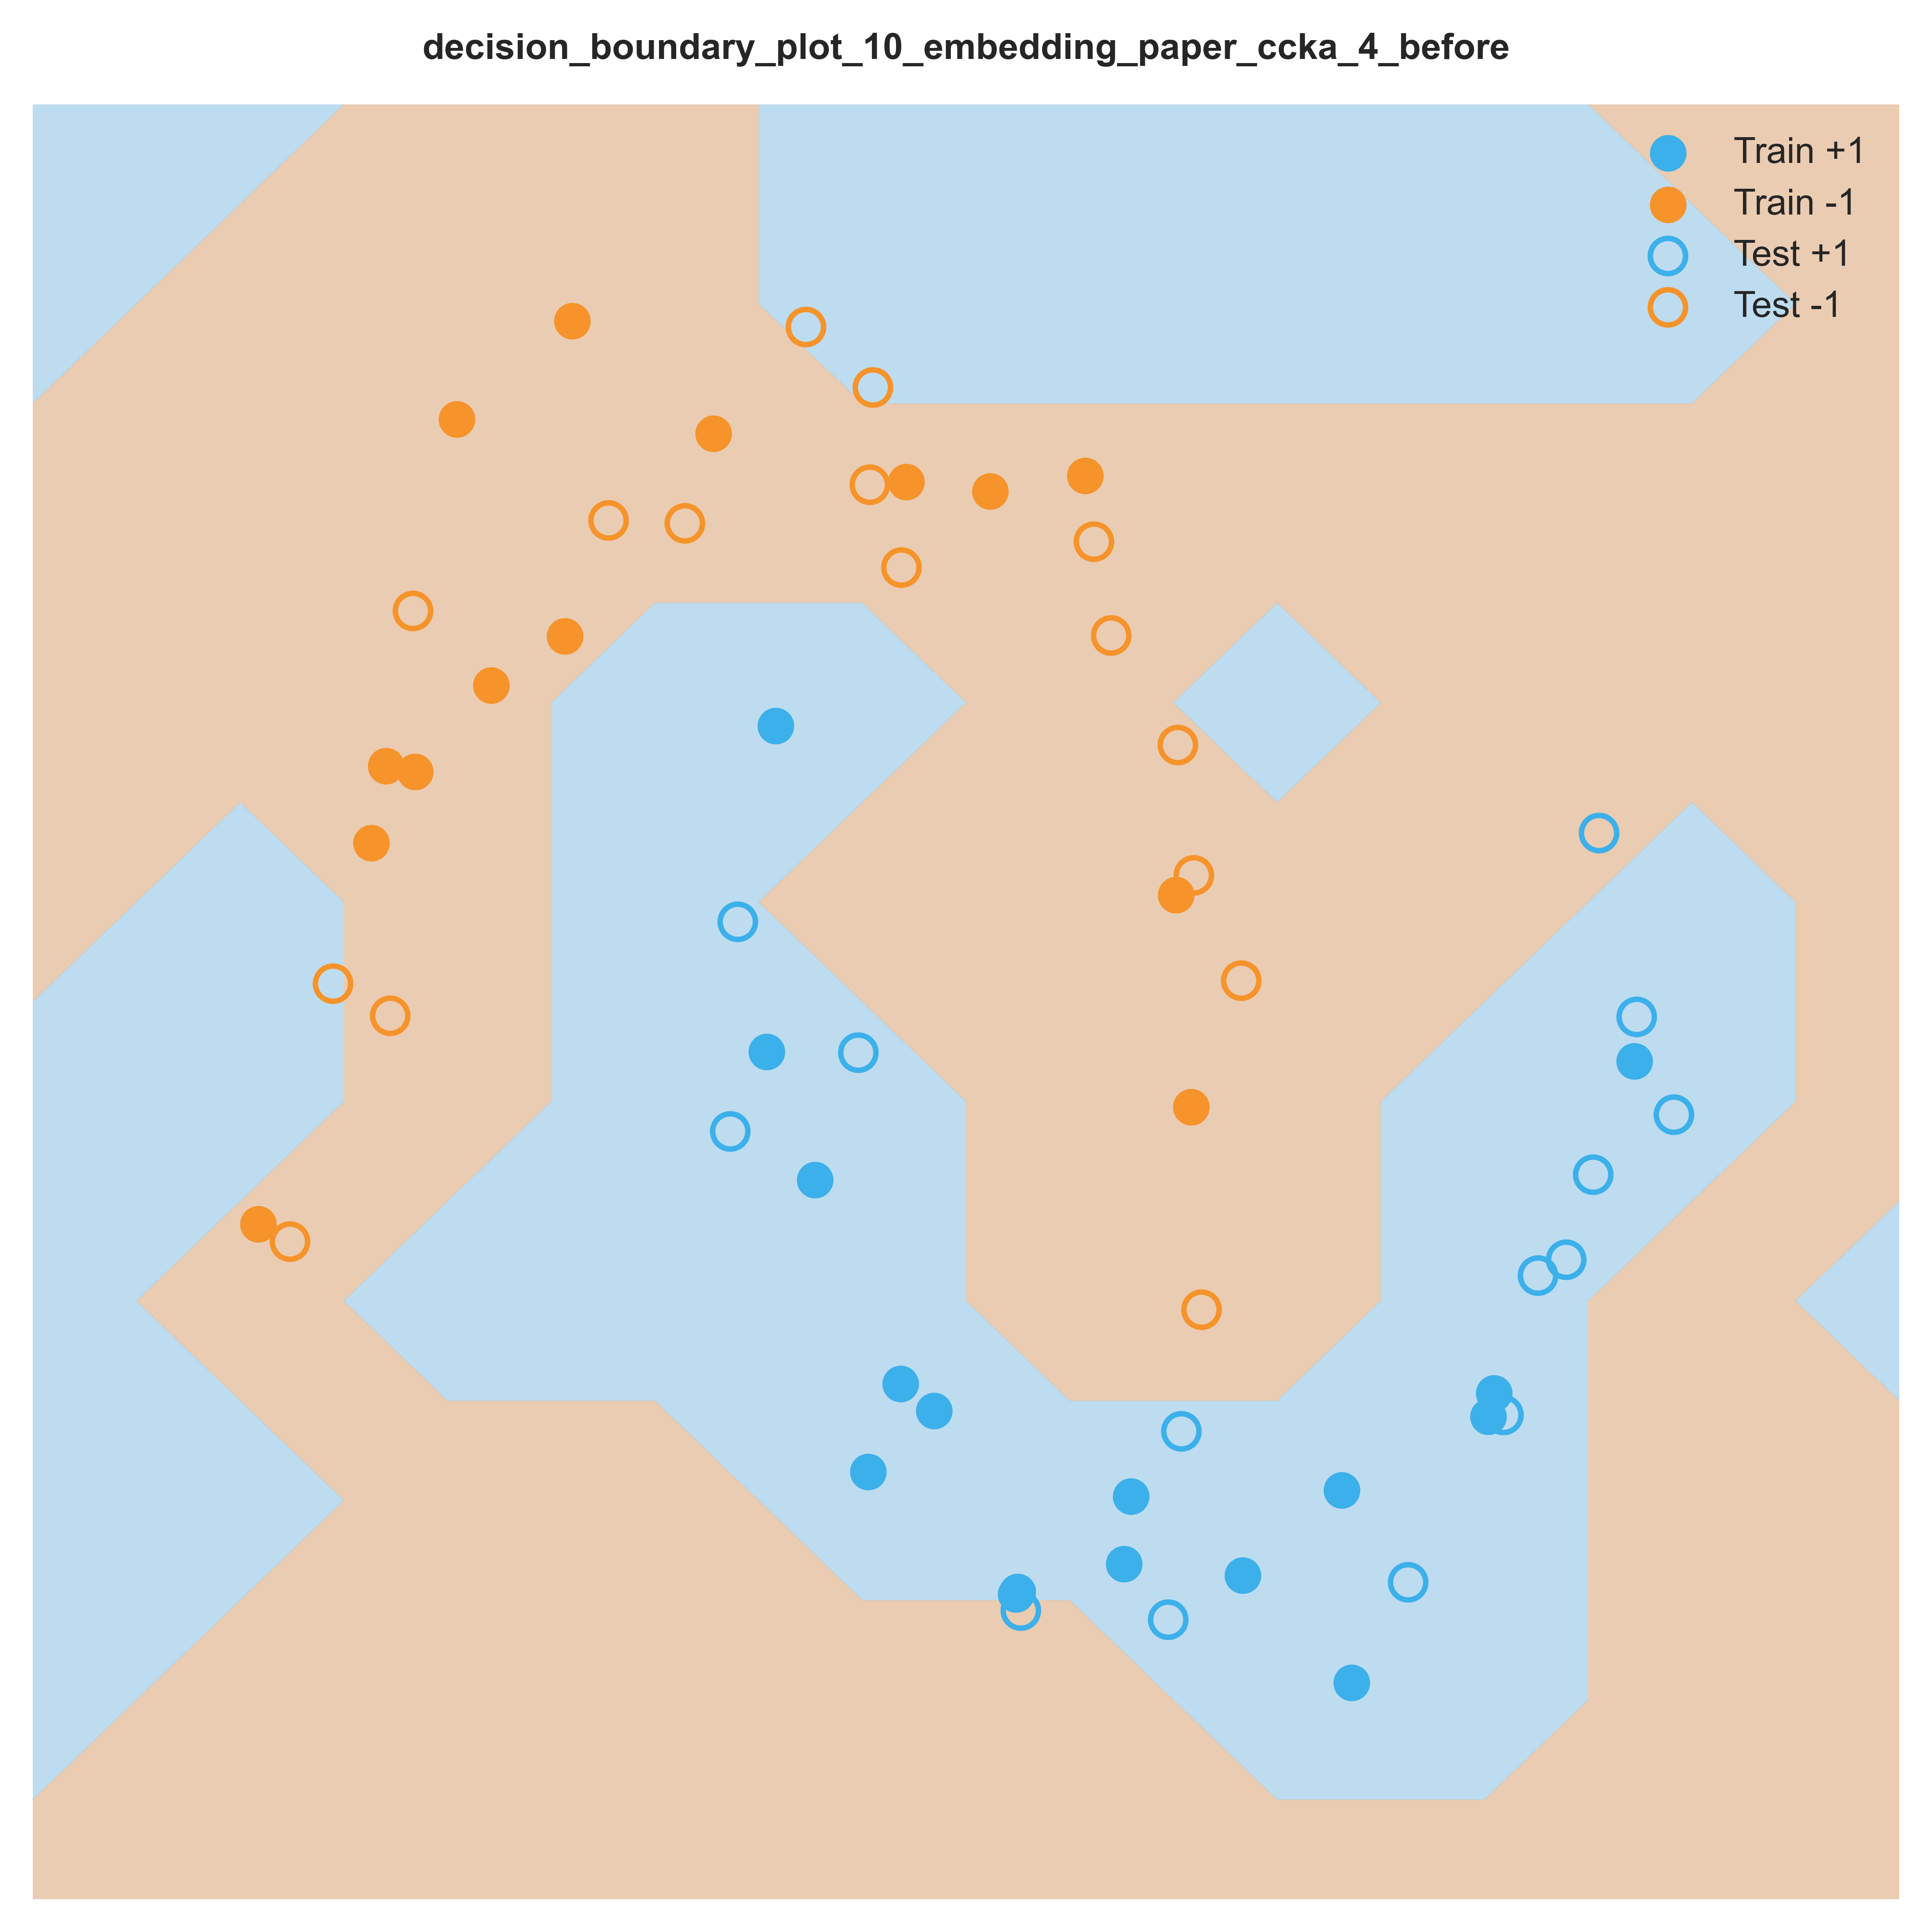 decision_boundary_plot_10_embedding_paper_ccka_4_before
Train +1
Train -1
Test +1
Test -1